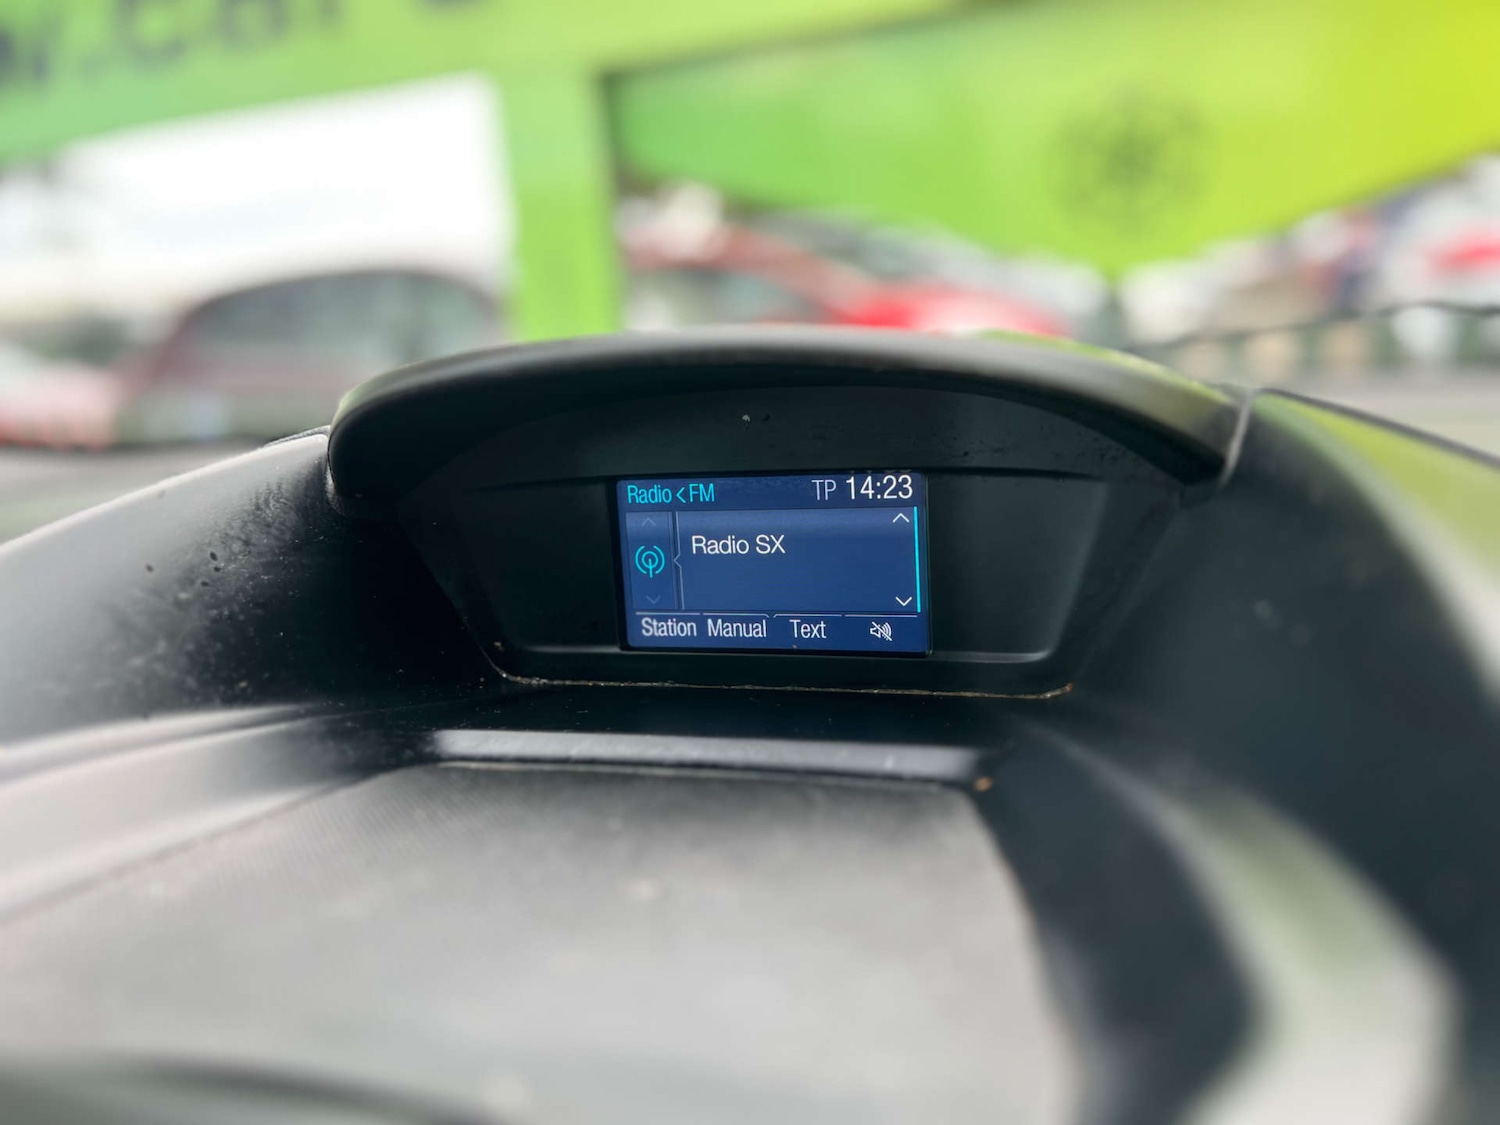 Radio < FM TP 14:23
Radio SX
Station Manual Text